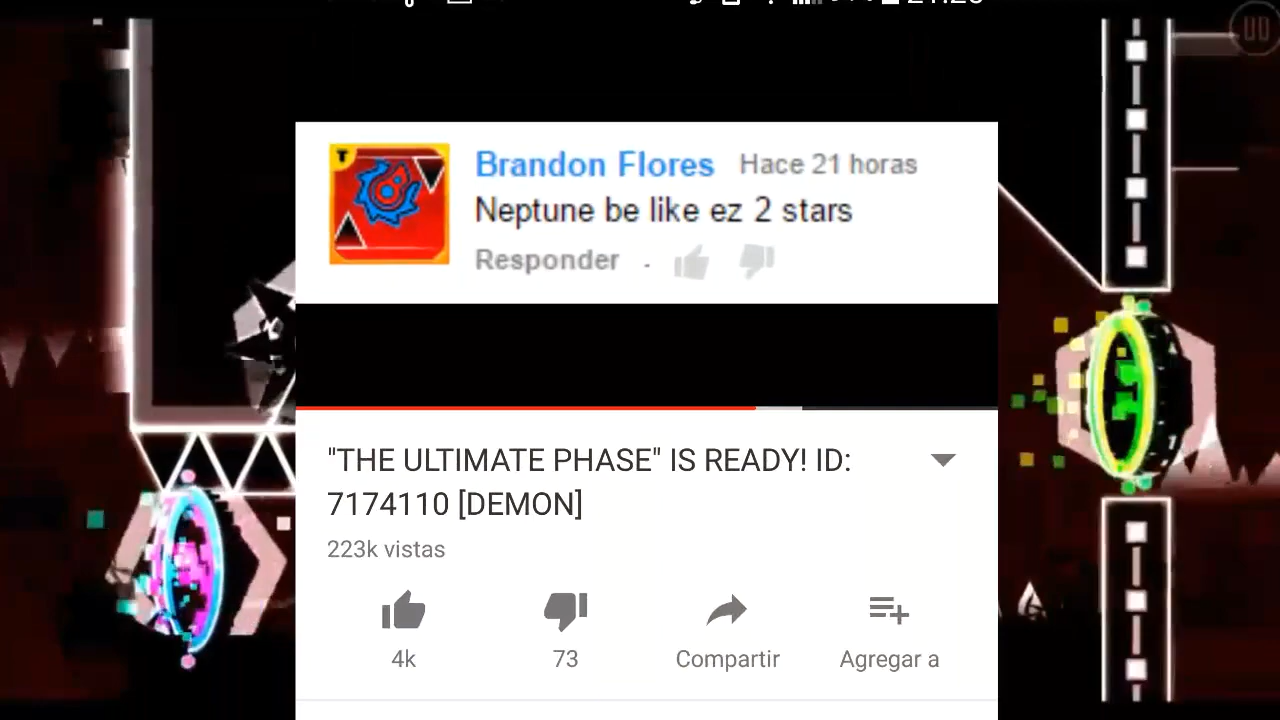 Brandon Flores Hace 21 horas
Neptune be like ez 2 stars
Responder .
"THE ULTIMATE PHASE" IS READY! ID:
7174110 [DEMON]
223k vistas
4k 73 Compartir Agregar a